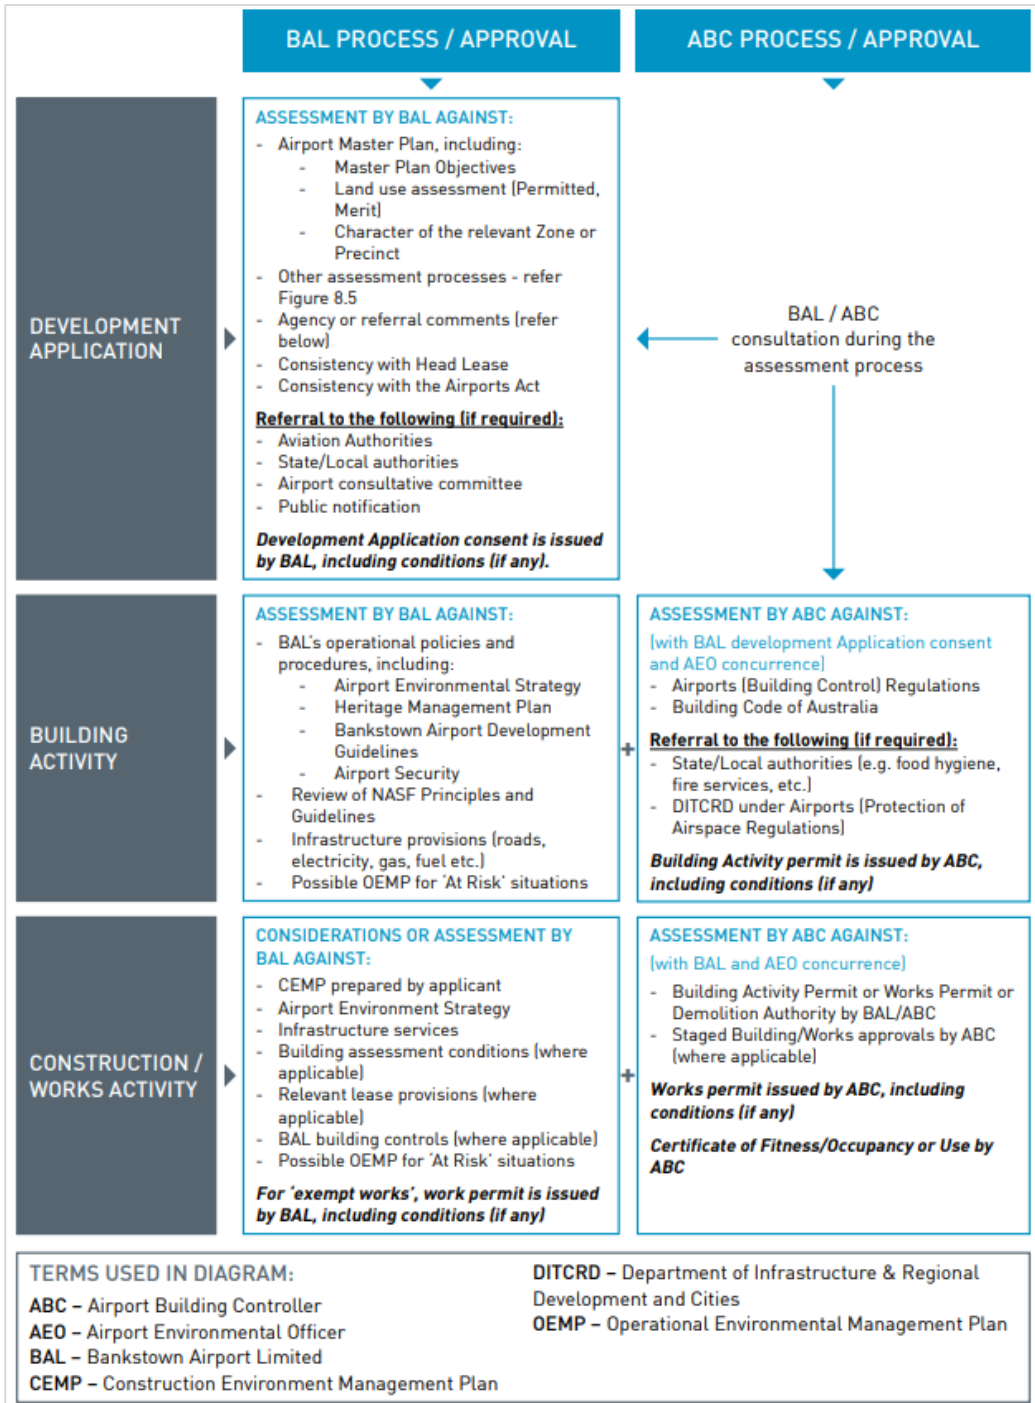 BAL PROCESS / APPROVAL
ABC PROCESS / APPROVAL
DEVELOPMENT
APPLICATION
ASSESSMENT BY BAL AGAINST:
- Airport Master Plan, including:
- Master Plan Objectives
- Land use assessment (Permitted,
Merit)
- Character of the relevant Zone or
Precinct
- Other assessment processes - refer
Figure 8.5
- Agency or referral comments (refer
below)
- Consistency with Head Lease
- Consistency with the Airports Act
Referral to the following (if required):
- Aviation Authorities
- State/Local authorities
- Airport consultative committee
- Public notification
Development Application consent is issued
by BAL, including conditions (if any).
BAL / ABC
consultation during the
assessment process
BUILDING
ACTIVITY
ASSESSMENT BY BAL AGAINST:
- BAL's operational policies and
procedures, including:
- Airport Environmental Strategy
- Heritage Management Plan
- Bankstown Airport Development
Guidelines
- Airport Security
- Review of NASF Principles and
Guidelines
- Infrastructure provisions (roads,
electricity, gas, fuel etc.)
- Possible OEMP for 'At Risk' situations
+
ASSESSMENT BY ABC AGAINST:
(with BAL development Application consent
and AEO concurrence)
- Airports (Building Control) Regulations
- Building Code of Australia
Referral to the following (if required):
- State/Local authorities (e.g. food hygiene,
fire services, etc.)
- DITCRD under Airports (Protection of
Airspace Regulations)
Building Activity permit is issued by ABC,
including conditions (if any)
CONSTRUCTION /
WORKS ACTIVITY
CONSIDERATIONS OR ASSESSMENT BY
BAL AGAINST:
- CEMP prepared by applicant
- Airport Environment Strategy
- Infrastructure services
- Building assessment conditions (where
applicable)
- Relevant lease provisions (where
applicable)
- BAL building controls (where applicable)
- Possible OEMP for 'At Risk' situations
For 'exempt works', work permit is issued
by BAL, including conditions (if any)
+
ASSESSMENT BY ABC AGAINST:
(with BAL and AEO concurrence)
- Building Activity Permit or Works Permit or
Demolition Authority by BAL/ABC
- Staged Building/Works approvals by ABC
(where applicable)
Works permit issued by ABC, including
conditions (if any)
Certificate of Fitness/Occupancy or Use by
ABC
TERMS USED IN DIAGRAM:
ABC – Airport Building Controller
AEO – Airport Environmental Officer
BAL – Bankstown Airport Limited
CEMP – Construction Environment Management Plan
DITCRD – Department of Infrastructure & Regional
Development and Cities
OEMP – Operational Environmental Management Plan